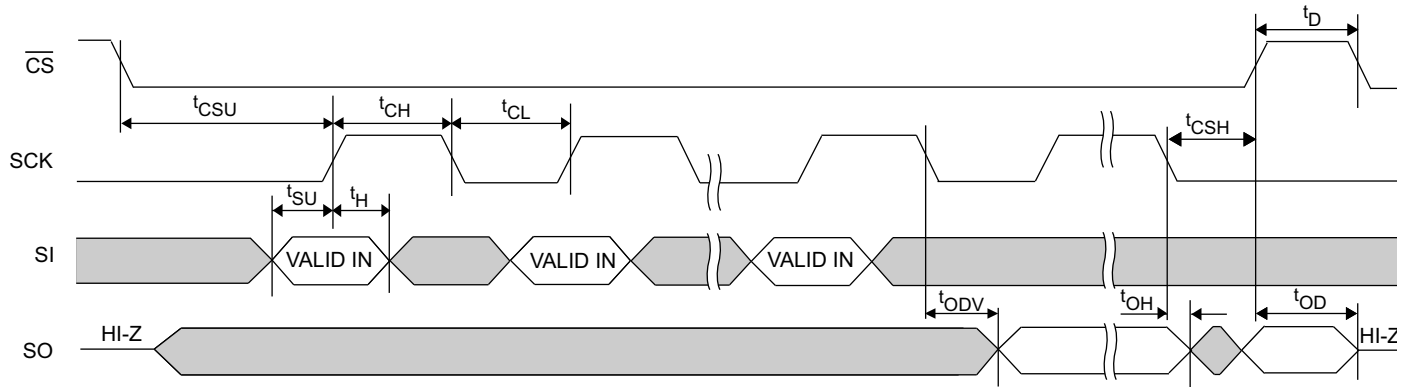 tD
CS
tCSU
tCH
tCL
tCSH
SCK
tSU
tH
SI
VALID IN
VALID IN
VALID IN
tODV
tOH
tOD
HI-Z
HI-Z
SO